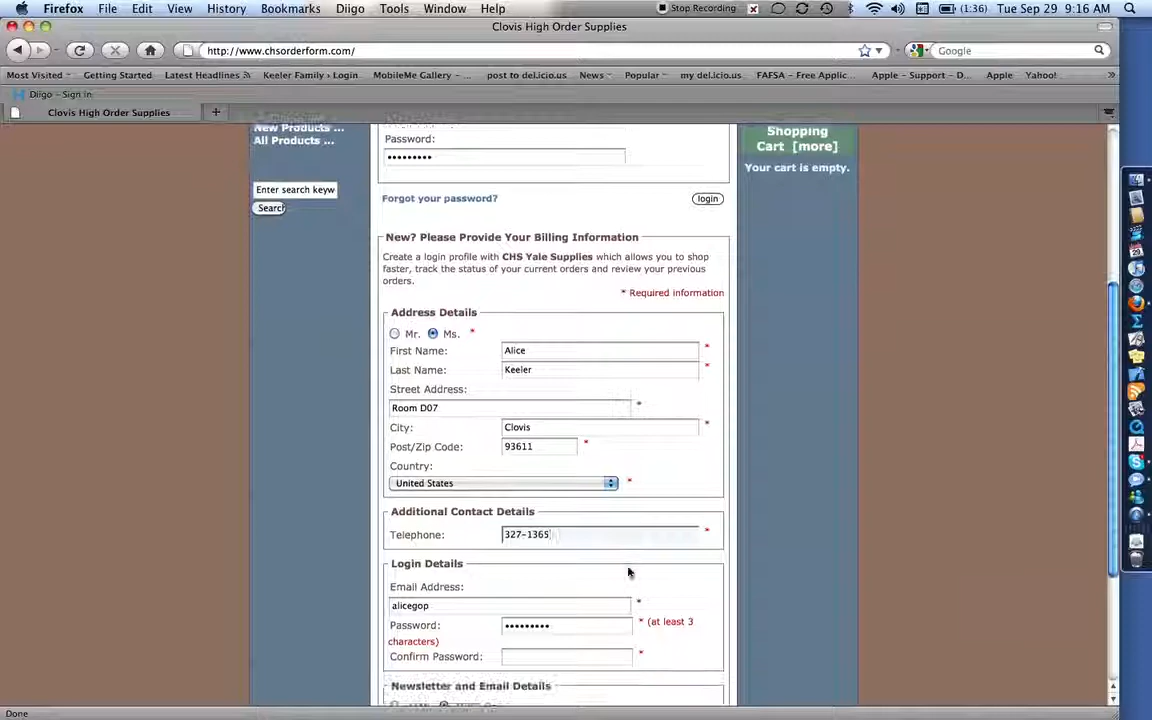 Firefox File Edit View History Bookmarks Diigo Tools Window Help Stop Recording (1:36) Tue Sep 29 9:16 AM
Clovis High Order Supplies
http://www.chsorderform.com/ Google
Most Visited Getting Started Latest Headlines Keeler Family › Login MobileMe Gallery - ... post to del.icio.us News Popular my del.icio.us FAFSA - Free Applic... Apple - Support - D... Apple Yahoo! »
Diigo - Sign in
Clovis High Order Supplies +
New Products ...
All Products ...
Enter search keyw
Search
Password:
•••••••••
Forgot your password? login
New? Please Provide Your Billing Information
Create a login profile with CHS Yale Supplies which allows you to shop
faster, track the status of your current orders and review your previous
orders.
* Required information
Address Details
Mr. Ms. *
First Name: Alice *
Last Name: Keeler *
Street Address:
Room D07 *
City: Clovis *
Post/Zip Code: 93611 *
Country:
United States *
Additional Contact Details
Telephone: 327-1365 *
Login Details
Email Address:
alicegop *
Password: ••••••••• * (at least 3
characters)
Confirm Password: *
Newsletter and Email Details
Shopping
Cart [more]
Your cart is empty.
Done